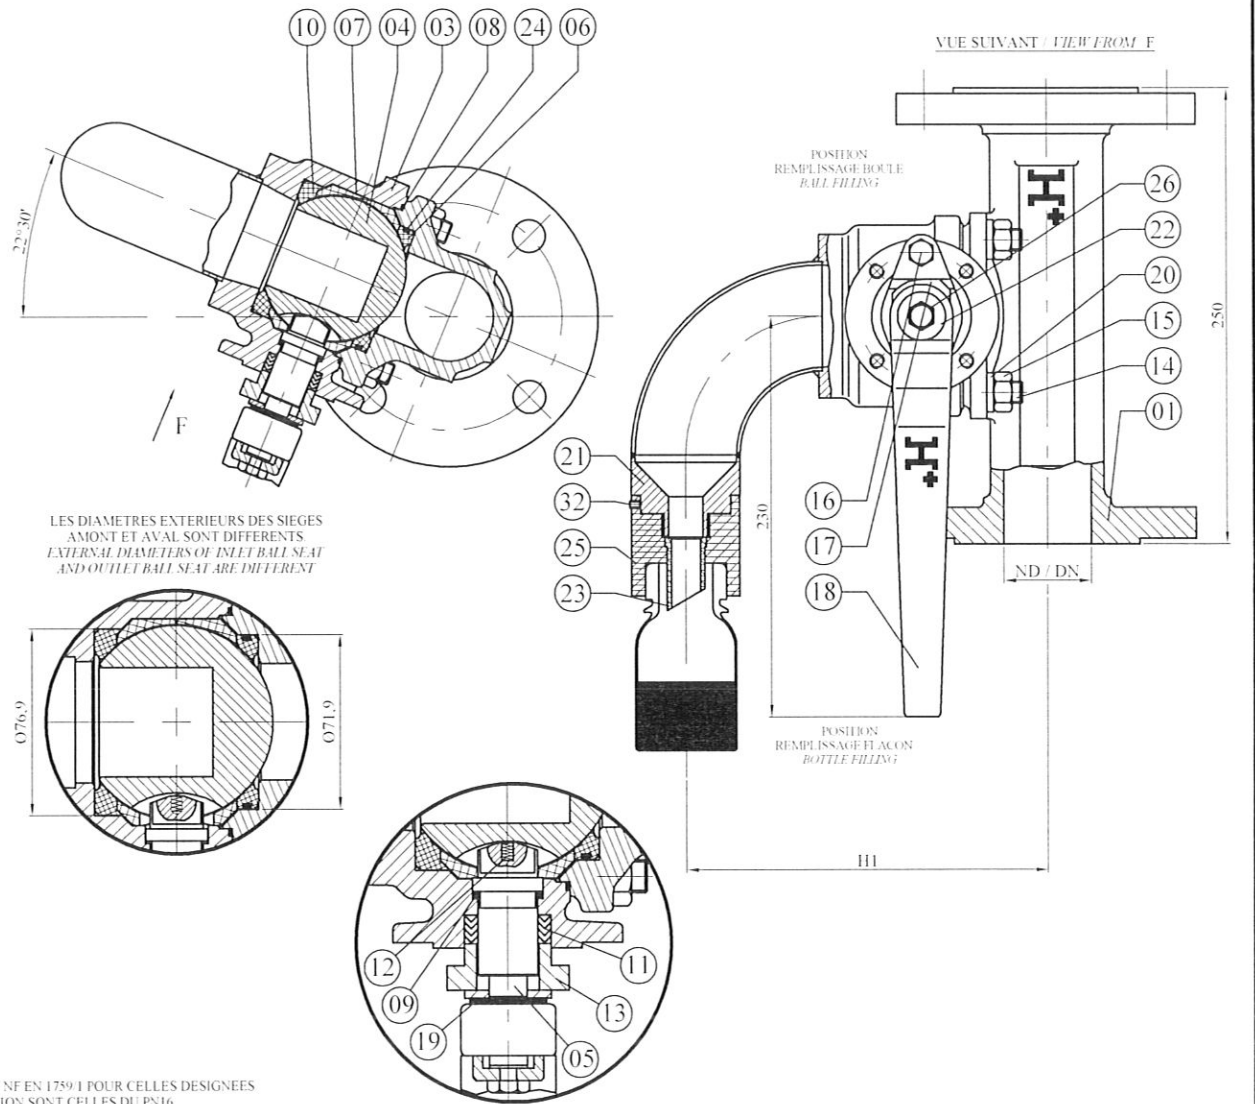 10 07 04 03 08 24 06
VUE SUIVANT / VIEW FROM F
22°30'
F
POSITION
REMPLISSAGE BOULE
BALL FILLING
26
22
20
15
14
01
250
21
32
25
23
230
16
17
18
ND / DN
LES DIAMETRES EXTERIEURS DES SIEGES
AMONT ET AVAL SONT DIFFERENTS
EXTERNAL DIAMETERS OF INLET BALL SEAT
AND OUTLET BALL SEAT ARE DIFFERENT
Ø76,9
Ø71,9
POSITION
REMPLISSAGE FLACON
BOTTLE FILLING
H1
12
09
19
11
13
05
NF EN 1759/1 POUR CELLES DESIGNEES
ION SONT CELLES DU PN16